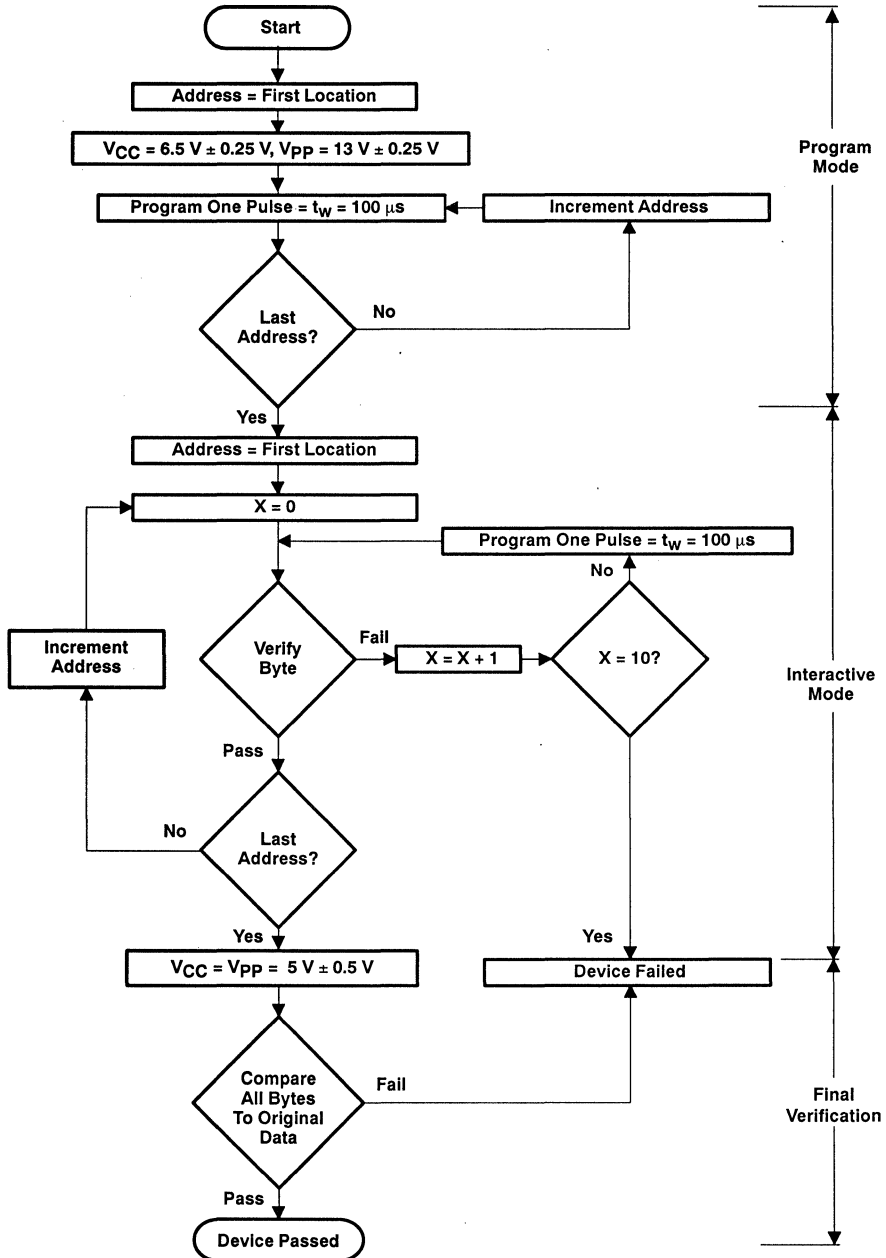 Start
Address = First Location
VCC = 6.5 V ± 0.25 V, VPP = 13 V ± 0.25 V
Program
Mode
Program One Pulse = tw = 100 μs
Increment Address
Last
Address?
No
Yes
Address = First Location
X = 0
Program One Pulse = tw = 100 μs
No
Increment
Address
Verify
Byte
Fail
X = X + 1
X = 10?
Interactive
Mode
Pass
No
Last
Address?
Yes
Yes
VCC = VPP = 5 V ± 0.5 V
Device Failed
Compare
All Bytes
To Original
Data
Fail
Final
Verification
Pass
Device Passed